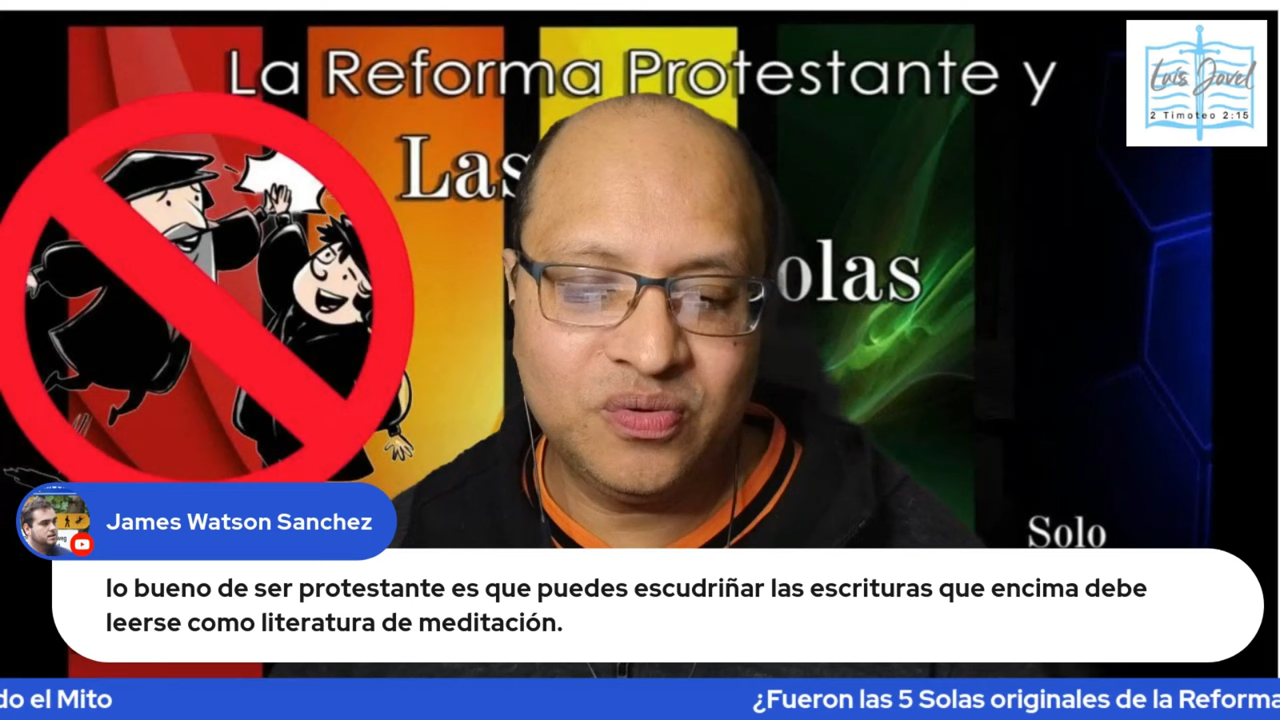 La Reforma Protestante y
Las
olas
Luis Jovel
2 Timoteo 2:15
Solo
James Watson Sanchez
lo bueno de ser protestante es que puedes escudriñar las escrituras que encima debe
leerse como literatura de meditación.
do el Mito
¿Fueron las 5 Solas originales de la Reforma